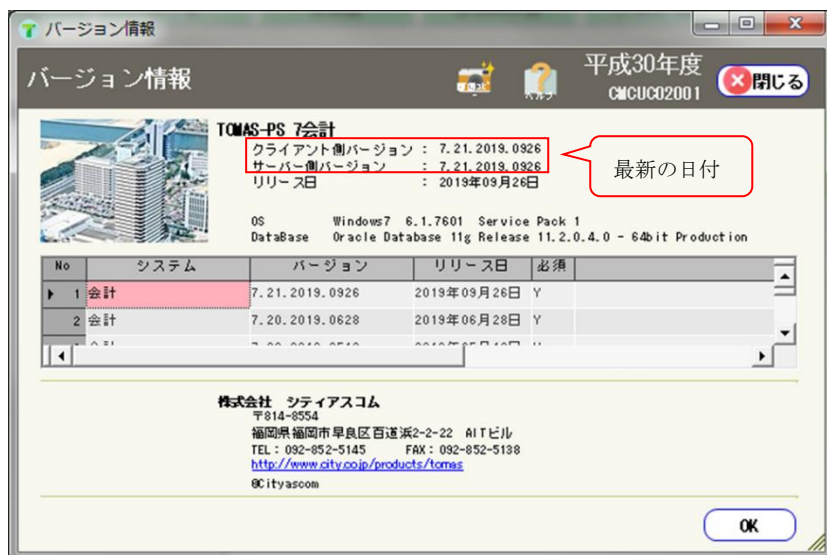 バージョン情報
バージョン情報
ヘルプ
平成30年度
CMCUC02001
閉じる
TOMAS-PS 7会計
クライアント側バージョン : 7.21.2019.0926
サーバー側バージョン : 7.21.2019.0926
リリース日 : 2019年09月26日
最新の日付
OS Windows7 6.1.7601 Service Pack 1
DataBase Oracle Database 11g Release 11.2.0.4.0 - 64bit Production
No システム バージョン リリース日 必須
1 会計 7.21.2019.0926 2019年09月26日 Y
2 会計 7.20.2019.0628 2019年06月28日 Y
株式会社 シティアスコム
〒814-8554
福岡県福岡市早良区百道浜2-2-22 AITビル
TEL : 092-852-5145 FAX : 092-852-5138
http://www.city.co.jp/products/tomas
@Cityascom
OK